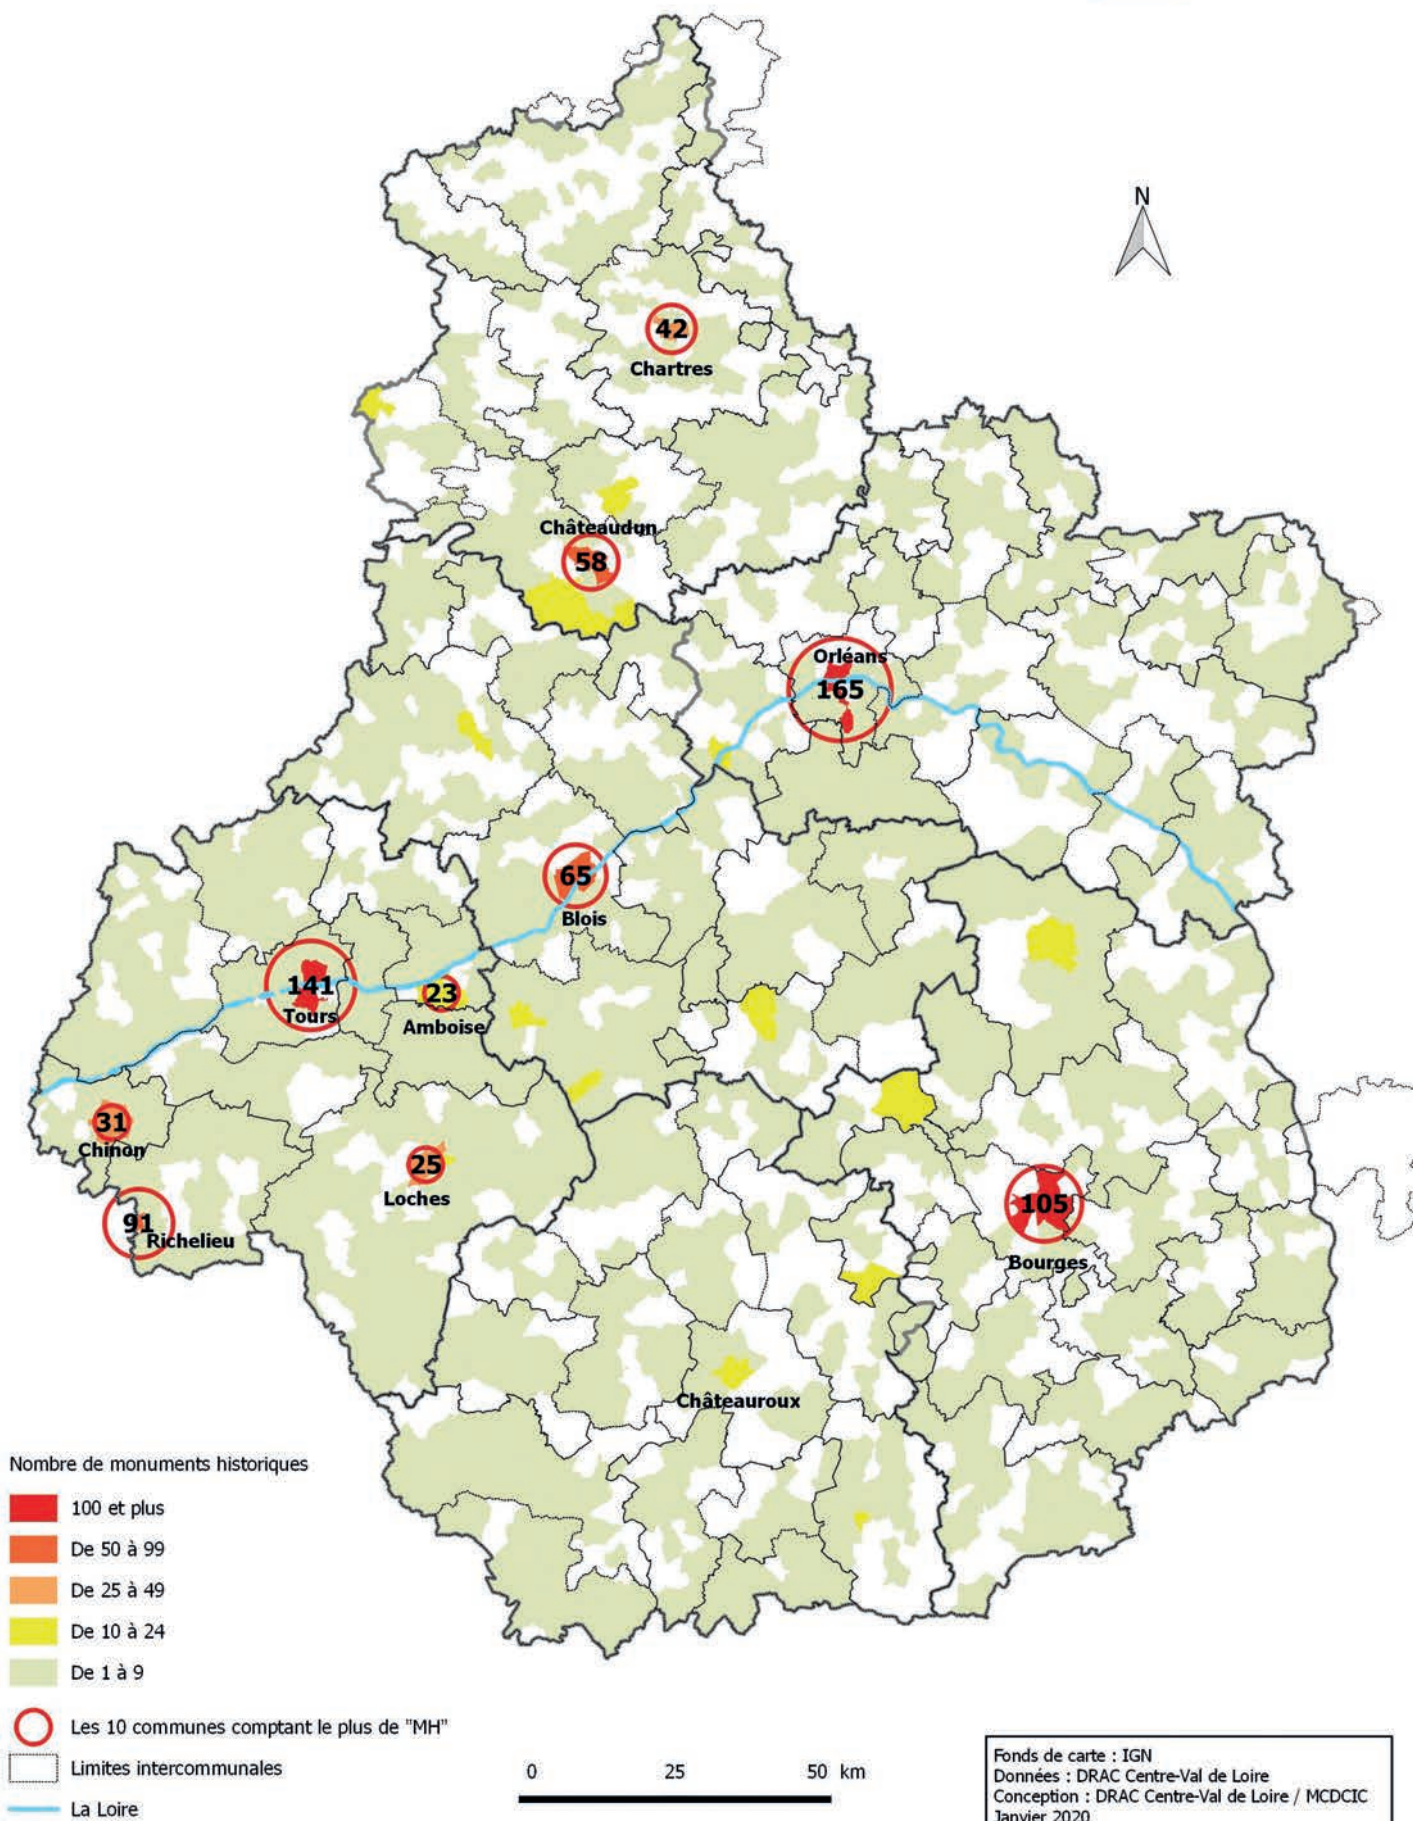 N
42
Chartres
Châteaudun
58
Orléans
165
65
Blois
141
Tours
23
Amboise
31
Chinon
25
Loches
91
Richelieu
105
Bourges
Châteauroux
Nombre de monuments historiques
100 et plus
De 50 à 99
De 25 à 49
De 10 à 24
De 1 à 9
Les 10 communes comptant le plus de "MH"
Limites intercommunales
La Loire
0 25 50 km
Fonds de carte : IGN
Données : DRAC Centre-Val de Loire
Conception : DRAC Centre-Val de Loire / MCDCIC
Janvier 2020